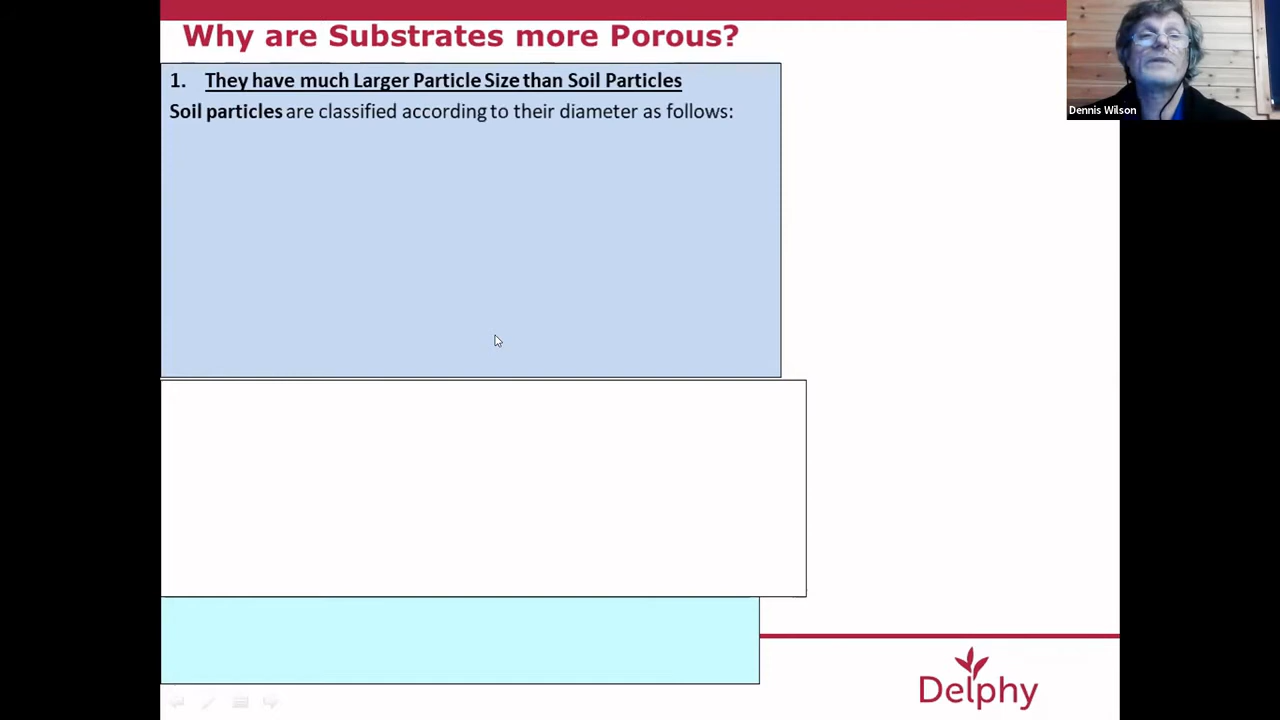 Why are Substrates more Porous?
Dennis Wilson
1. They have much Larger Particle Size than Soil Particles
Soil particles are classified according to their diameter as follows:
Delphy